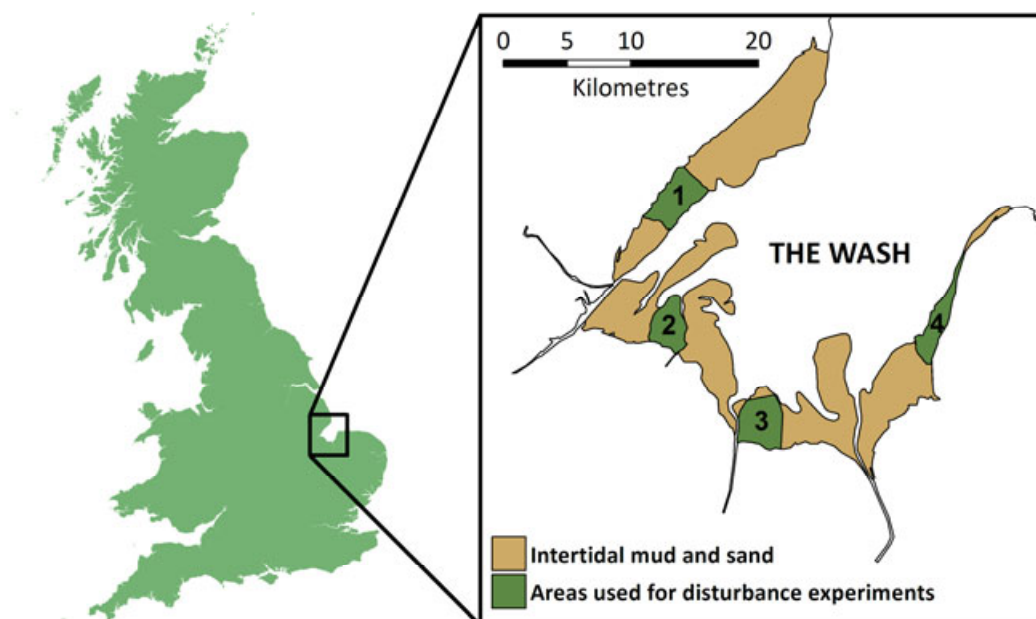 0 5 10 20
Kilometres
1
THE WASH
2
4
3
Intertidal mud and sand
Areas used for disturbance experiments